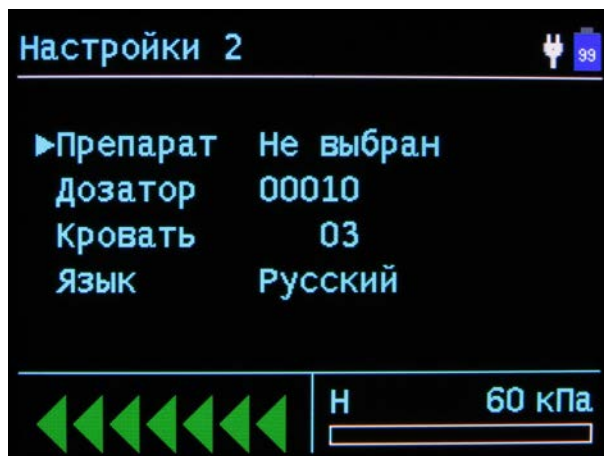 Настройки 2
99
▶Препарат Не выбран
Дозатор 00010
Кровать 03
Язык Русский
Н 60 кПа